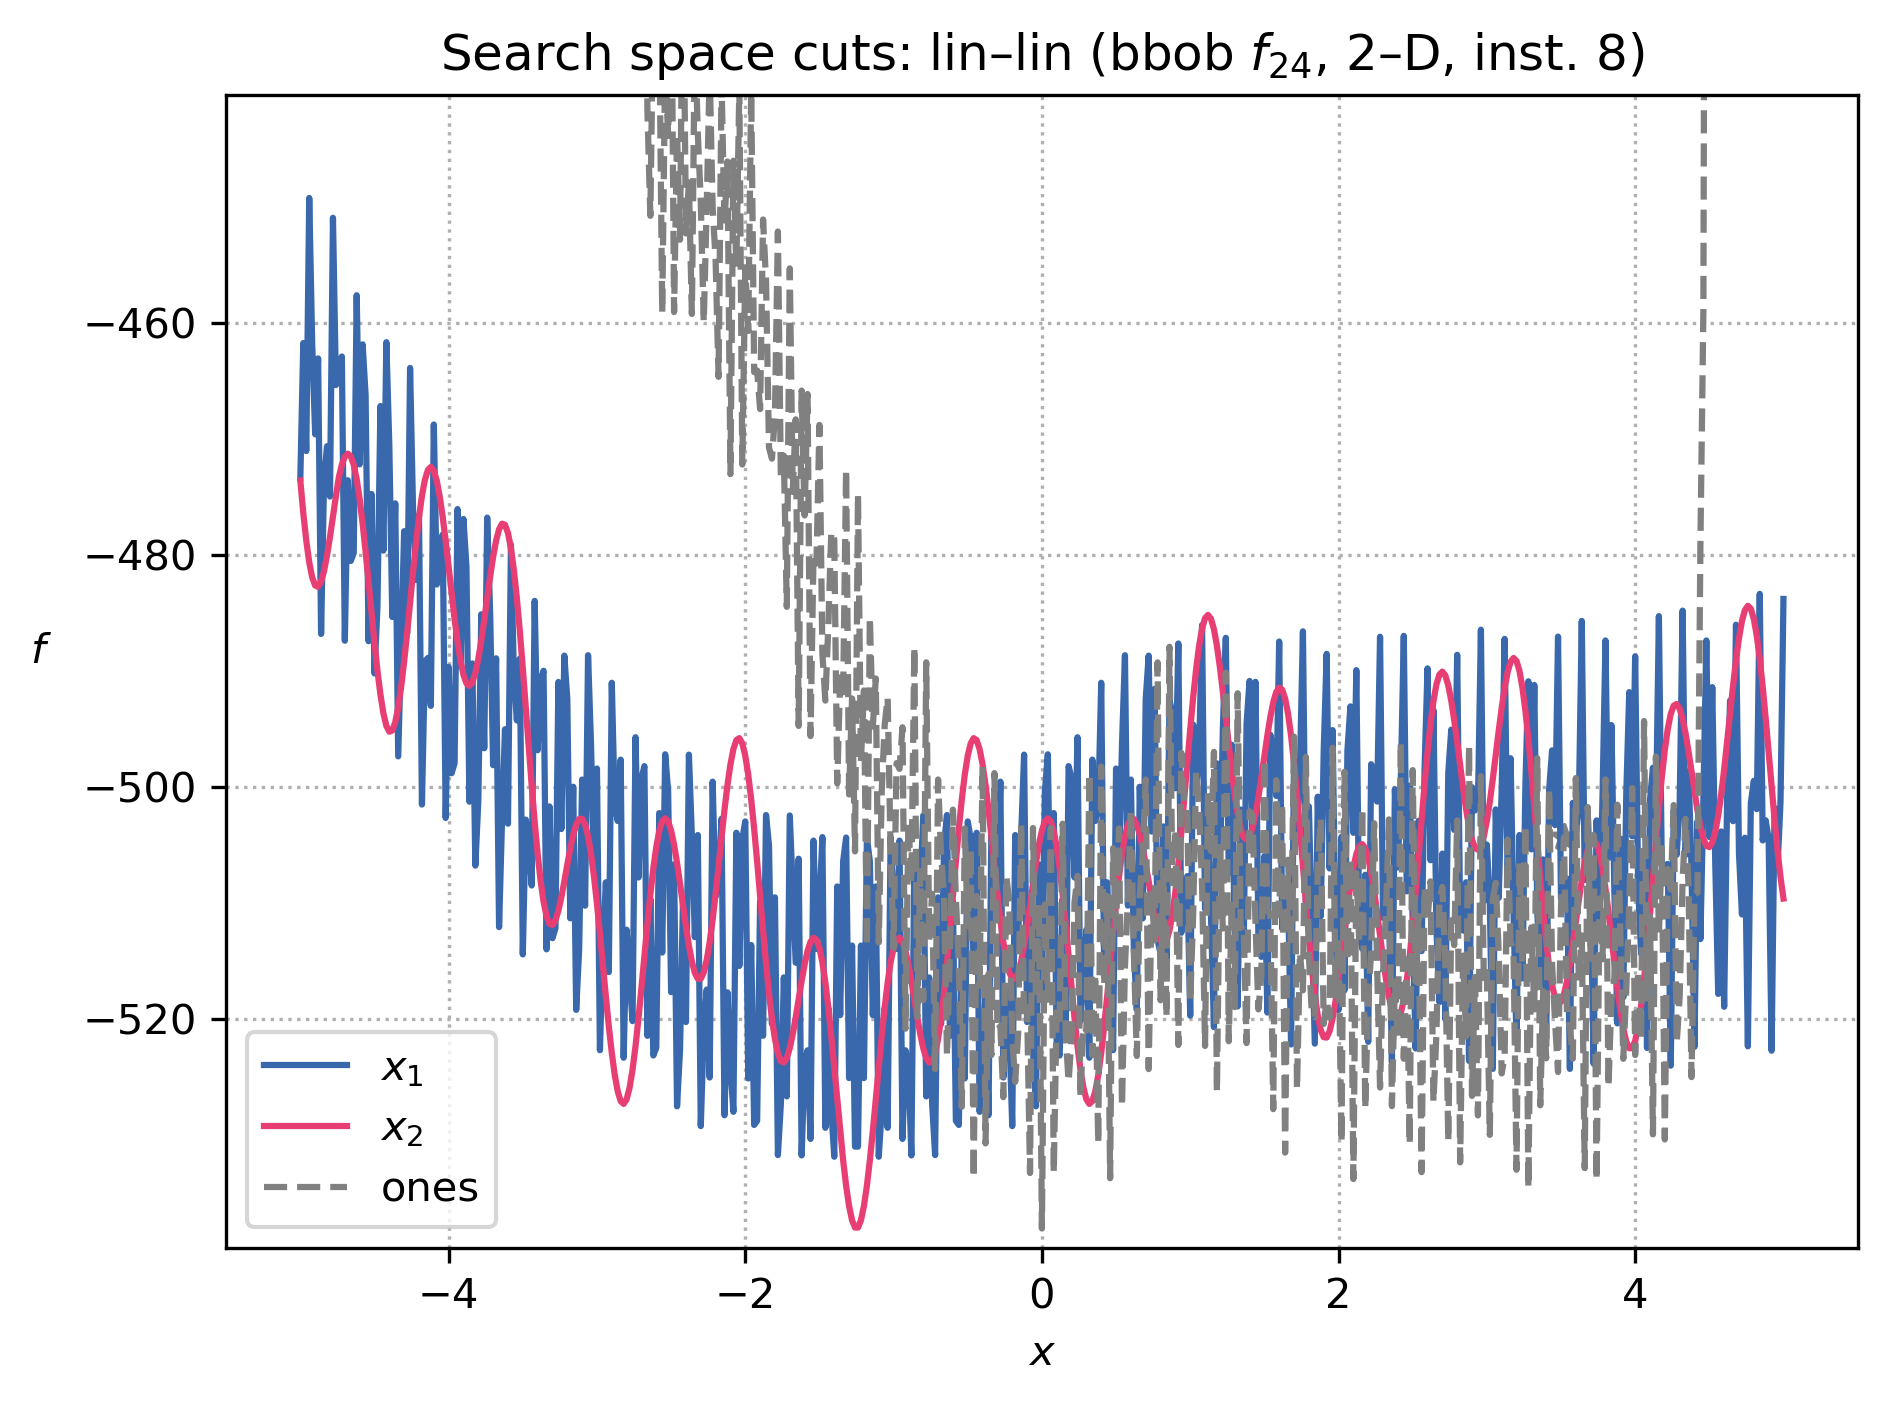 Search space cuts: lin–lin (bbob f₂₄, 2–D, inst. 8)
−460
−480
f
−500
−520
x₁
x₂
ones
−4 −2 0 2 4
x